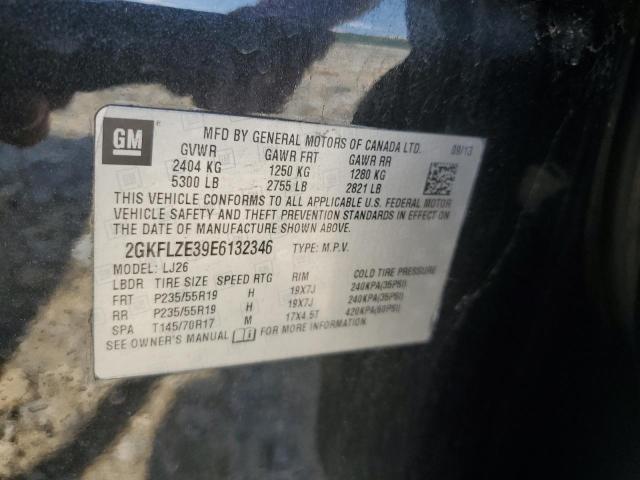 GM
MFD BY GENERAL MOTORS OF CANADA LTD.
09/13
GVWR GAWR FRT GAWR RR
2404 KG 1250 KG 1280 KG
5300 LB 2755 LB 2821 LB
THIS VEHICLE CONFORMS TO ALL APPLICABLE U.S. FEDERAL MOTOR
VEHICLE SAFETY AND THEFT PREVENTION STANDARDS IN EFFECT ON
THE DATE OF MANUFACTURE SHOWN ABOVE.
2GKFLZE39E6132346 TYPE: M.P.V.
MODEL: LJ26
LBDR TIRE SIZE SPEED RTG RIM COLD TIRE PRESSURE
FRT P235/55R19 H 19X7J 240KPA(35PSI)
RR P235/55R19 H 19X7J 240KPA(35PSI)
SPA T145/70R17 M 17X4.5T 420KPA(60PSI)
SEE OWNER'S MANUAL FOR MORE INFORMATION